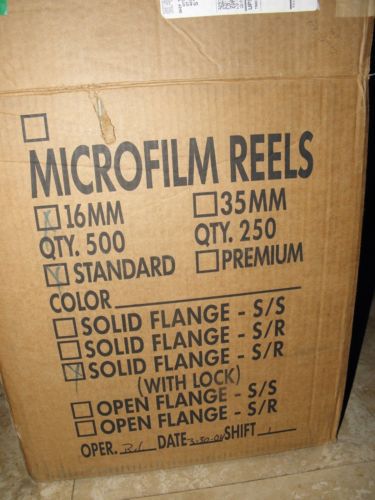 MICROFILM REELS
16MM 35MM
QTY. 500 QTY. 250
STANDARD PREMIUM
COLOR
SOLID FLANGE - S/S
SOLID FLANGE - S/R
SOLID FLANGE - S/R
(WITH LOCK)
OPEN FLANGE - S/S
OPEN FLANGE - S/R
OPER. DATE SHIFT 1